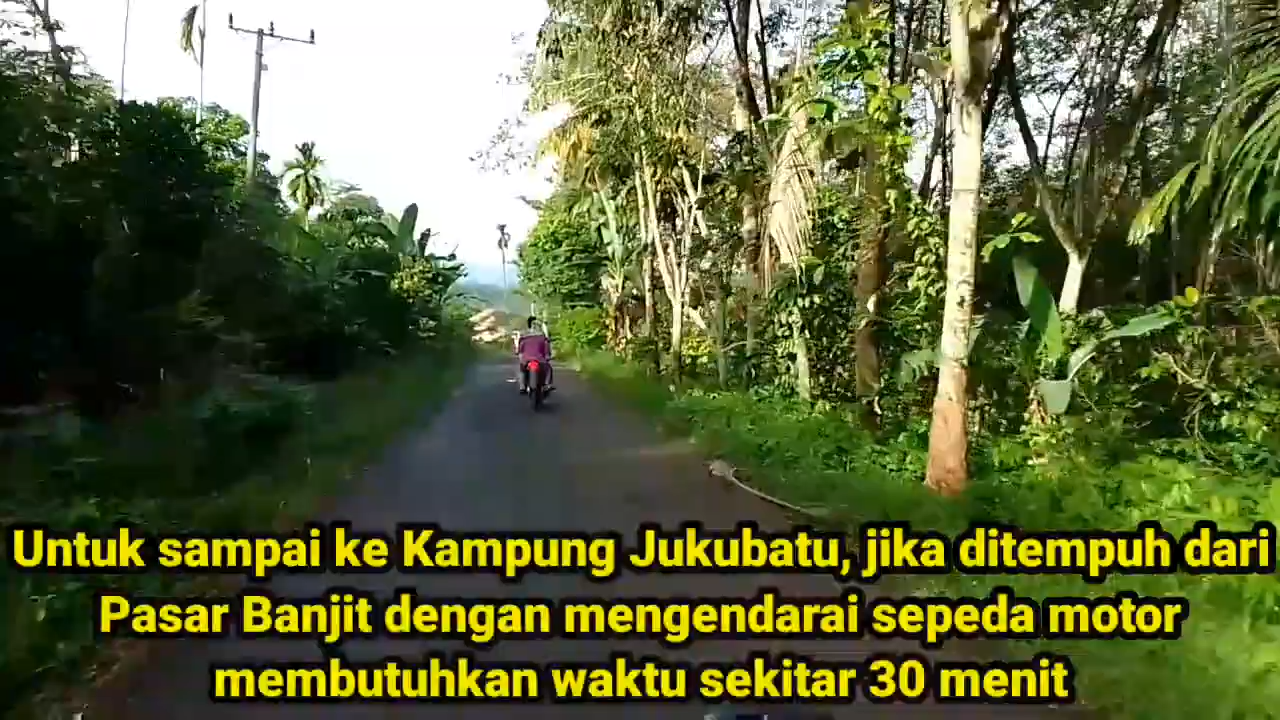 Untuk sampai ke Kampung Jukubatu, jika ditempuh dari
Pasar Banjit dengan mengendarai sepeda motor
membutuhkan waktu sekitar 30 menit